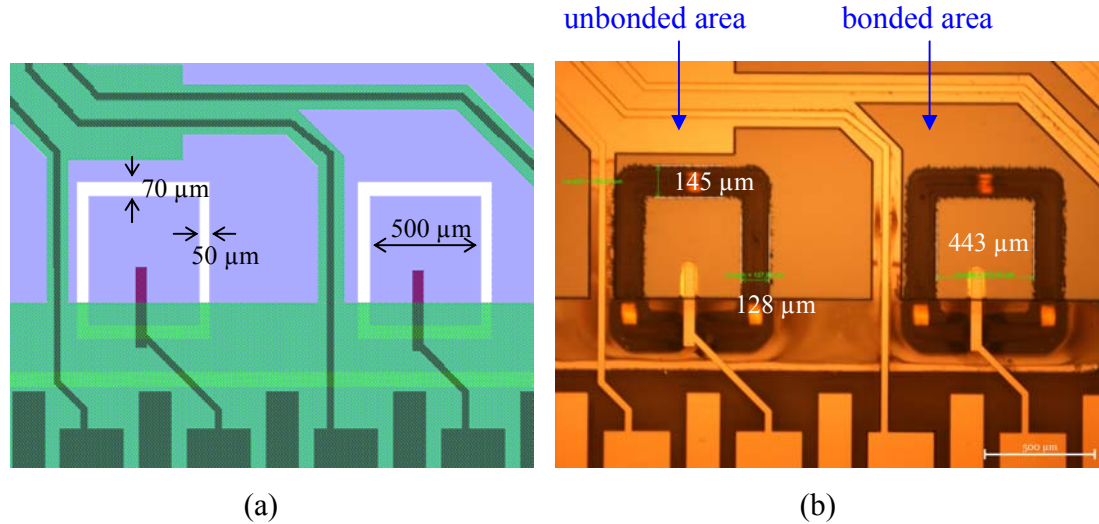 unbonded area
bonded area
70 µm
50 µm
500 µm
145 µm
128 µm
443 µm
500 µm
(a)
(b)